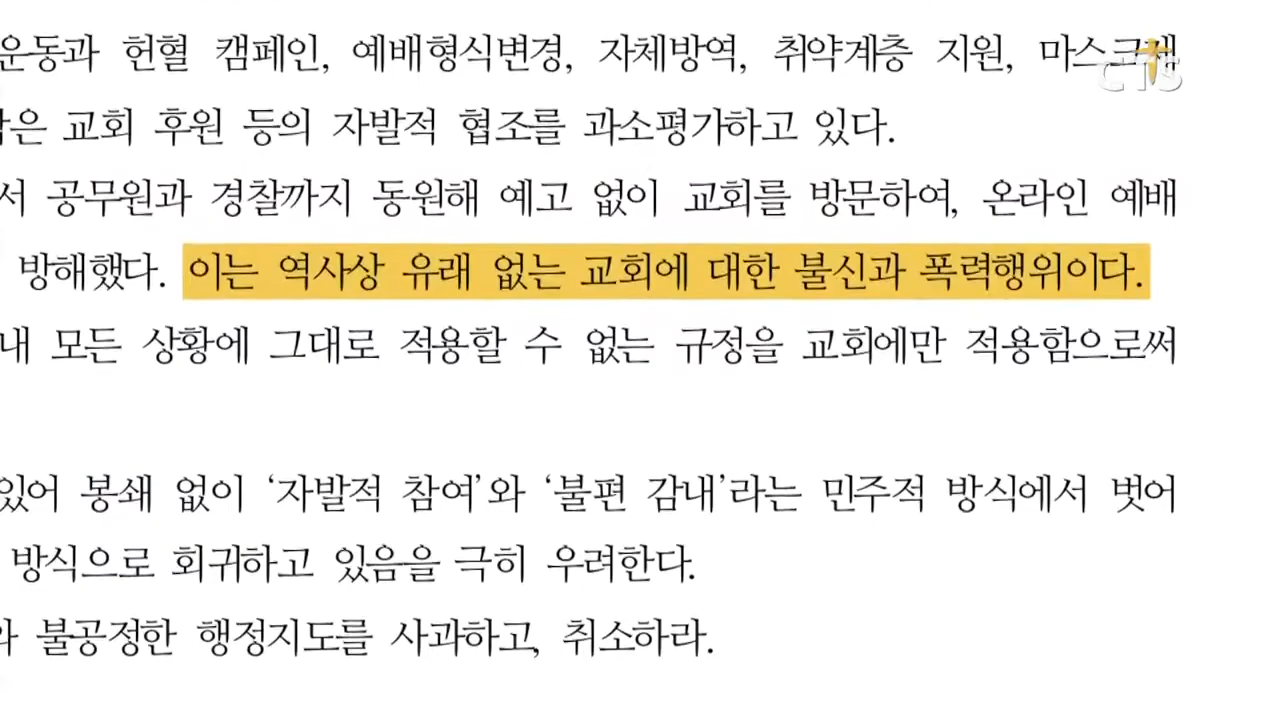 운동과 헌혈 캠페인, 예배형식변경, 자체방역, 취약계층 지원,
CTS
은 교회 후원 등의 자발적 협조를 과소평가하고 있다.
서 공무원과 경찰까지 동원해 예고 없이 교회를 방문하여, 온라인 예배
방해했다. 이는 역사상 유래 없는 교회에 대한 불신과 폭력행위이다.
내 모든 상황에 그대로 적용할 수 없는 규정을 교회에만 적용함으로써
있어 봉쇄 없이 ‘자발적 참여’와 ‘불편 감내’라는 민주적 방식에서 벗어
방식으로 회귀하고 있음을 극히 우려한다.
와 불공정한 행정지도를 사과하고, 취소하라.